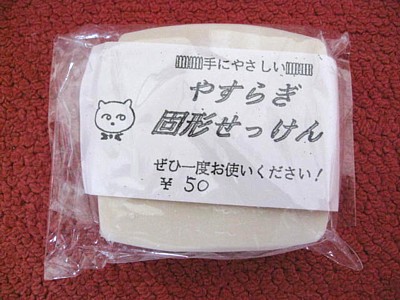 手にやさしい
やすらぎ
固形せっけん
ぜひ一度お使いください!
¥ 50